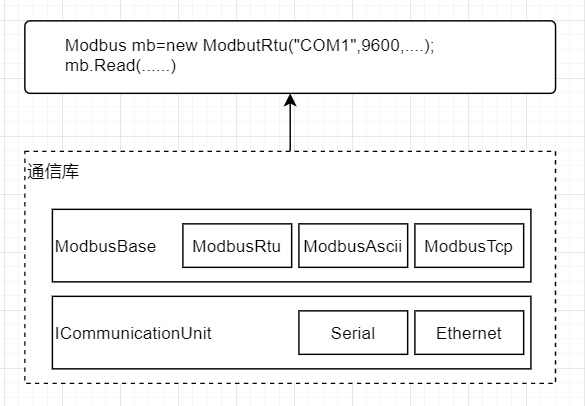 Modbus mb=new ModbutRtu("COM1",9600,....);
mb.Read(......)
通信库
ModbusBase
ModbusRtu
ModbusAscii
ModbusTcp
ICommunicationUnit
Serial
Ethernet